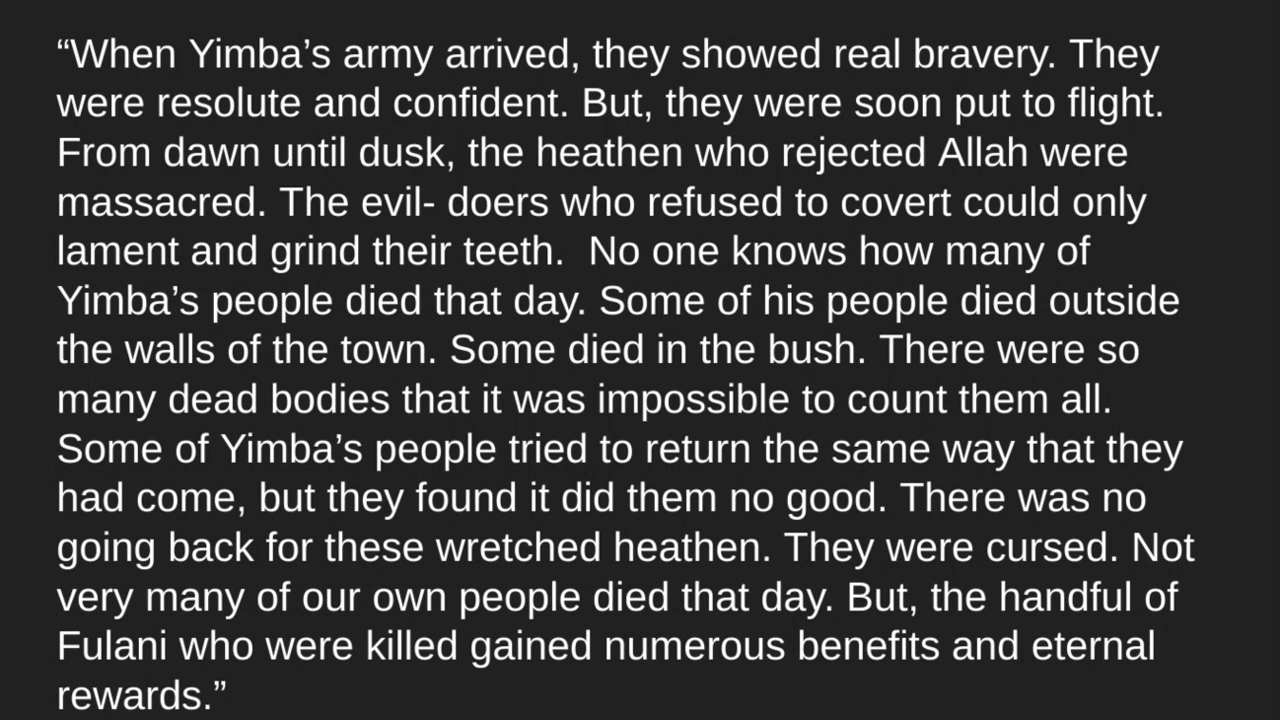 “When Yimba’s army arrived, they showed real bravery. They
were resolute and confident. But, they were soon put to flight.
From dawn until dusk, the heathen who rejected Allah were
massacred. The evil- doers who refused to covert could only
lament and grind their teeth.  No one knows how many of
Yimba’s people died that day. Some of his people died outside
the walls of the town. Some died in the bush. There were so
many dead bodies that it was impossible to count them all.
Some of Yimba’s people tried to return the same way that they
had come, but they found it did them no good. There was no
going back for these wretched heathen. They were cursed. Not
very many of our own people died that day. But, the handful of
Fulani who were killed gained numerous benefits and eternal
rewards.”